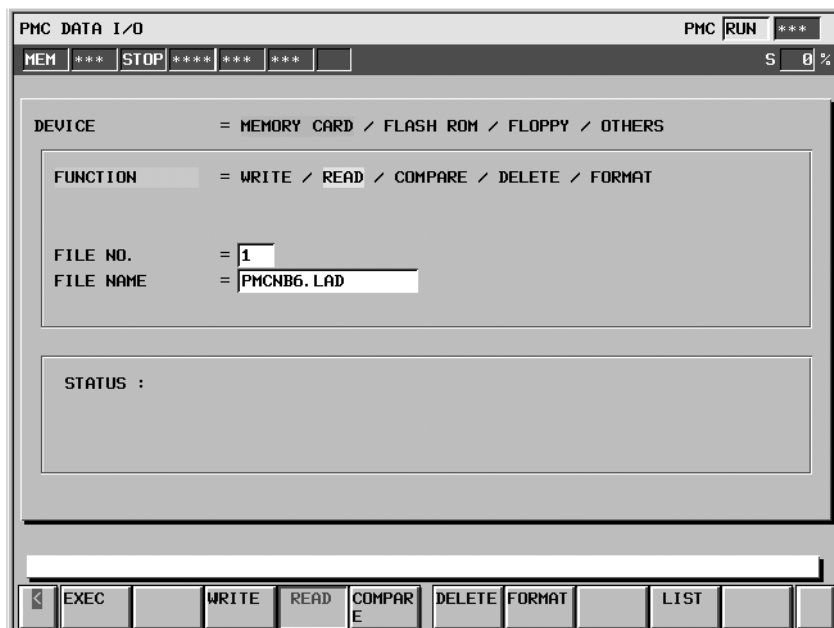 PMC DATA I/O PMC RUN ***
MEM *** STOP **** *** *** S 0 %
DEVICE = MEMORY CARD / FLASH ROM / FLOPPY / OTHERS
FUNCTION = WRITE / READ / COMPARE / DELETE / FORMAT
FILE NO. = 1
FILE NAME = PMCNB6.LAD
STATUS :
< EXEC WRITE READ COMPAR DELETE FORMAT LIST
E